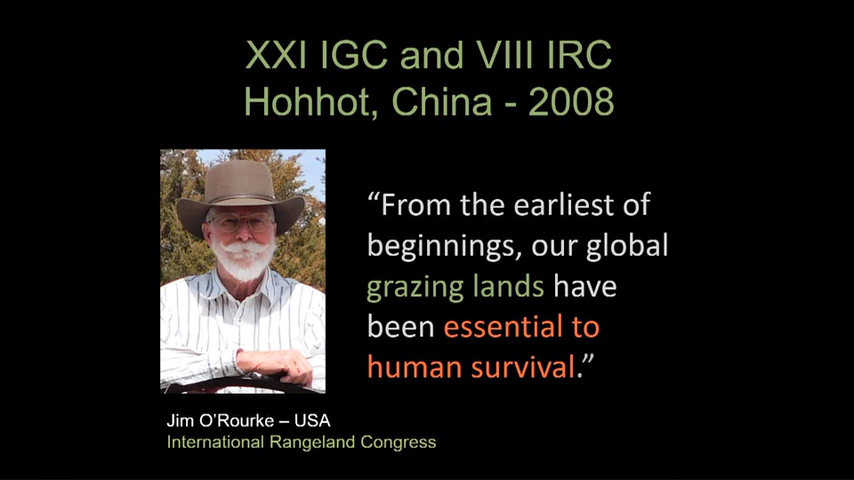 XXI IGC and VIII IRC
Hohhot, China - 2008
“From the earliest of
beginnings, our global
grazing lands have
been essential to
human survival.”
Jim O’Rourke – USA
International Rangeland Congress